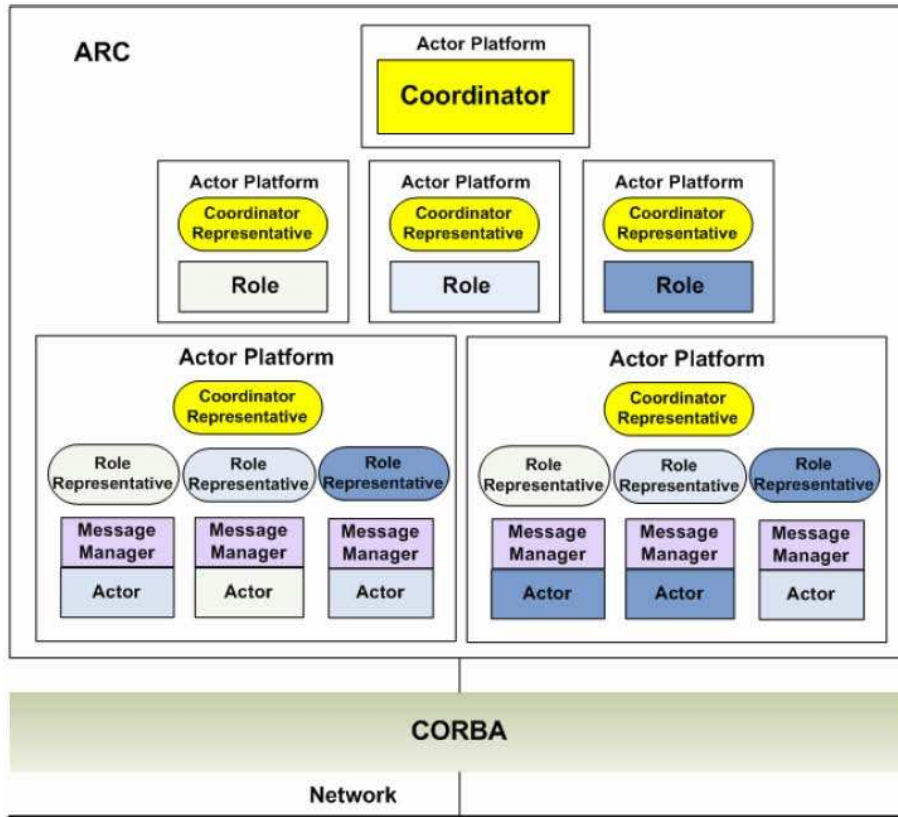 ARC
Actor Platform
Coordinator
Actor Platform
Coordinator
Representative
Role
Actor Platform
Coordinator
Representative
Role
Actor Platform
Coordinator
Representative
Role
Actor Platform
Coordinator
Representative
Role
Representative
Role
Representative
Role
Representative
Message
Manager
Actor
Message
Manager
Actor
Message
Manager
Actor
Actor Platform
Coordinator
Representative
Role
Representative
Role
Representative
Role
Representative
Message
Manager
Actor
Message
Manager
Actor
Message
Manager
Actor
CORBA
Network